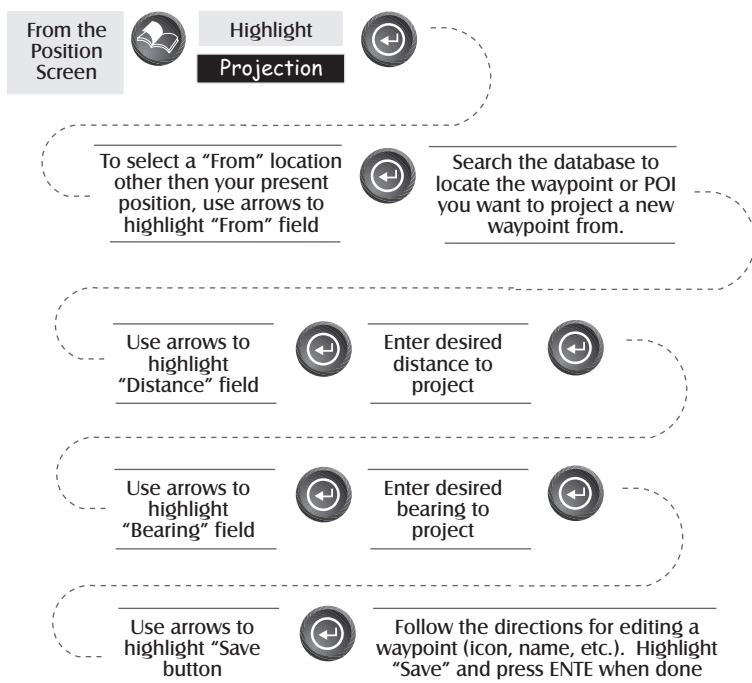 From the
Position
Screen
Highlight
Projection
To select a “From” location
other then your present
position, use arrows to
highlight “From” field
Search the database to
locate the waypoint or POI
you want to project a new
waypoint from.
Use arrows to
highlight
“Distance” field
Enter desired
distance to
project
Use arrows to
highlight
“Bearing” field
Enter desired
bearing to
project
Use arrows to
highlight “Save
button
Follow the directions for editing a
waypoint (icon, name, etc.).  Highlight
“Save” and press ENTE when done